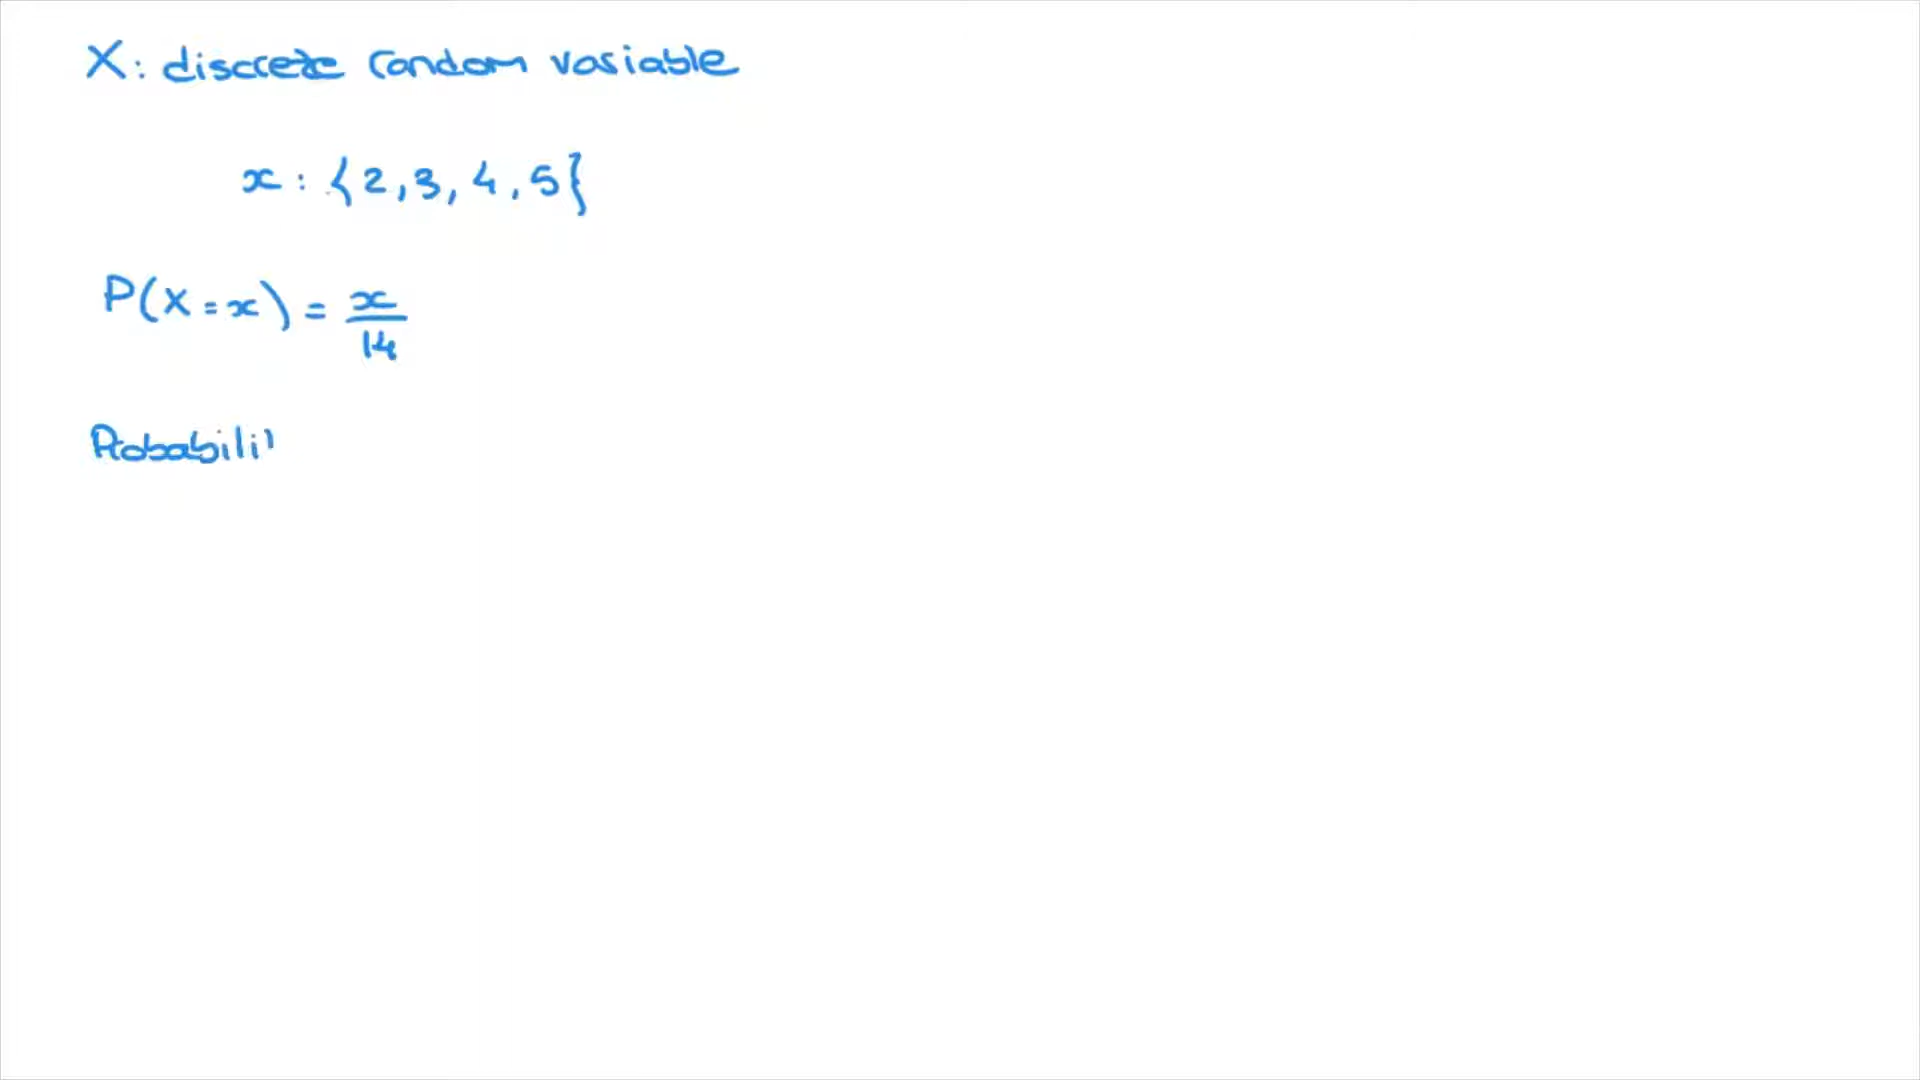 X: discrete random variable
x: {2, 3, 4, 5}
P(X = x) = x/14
Probabili